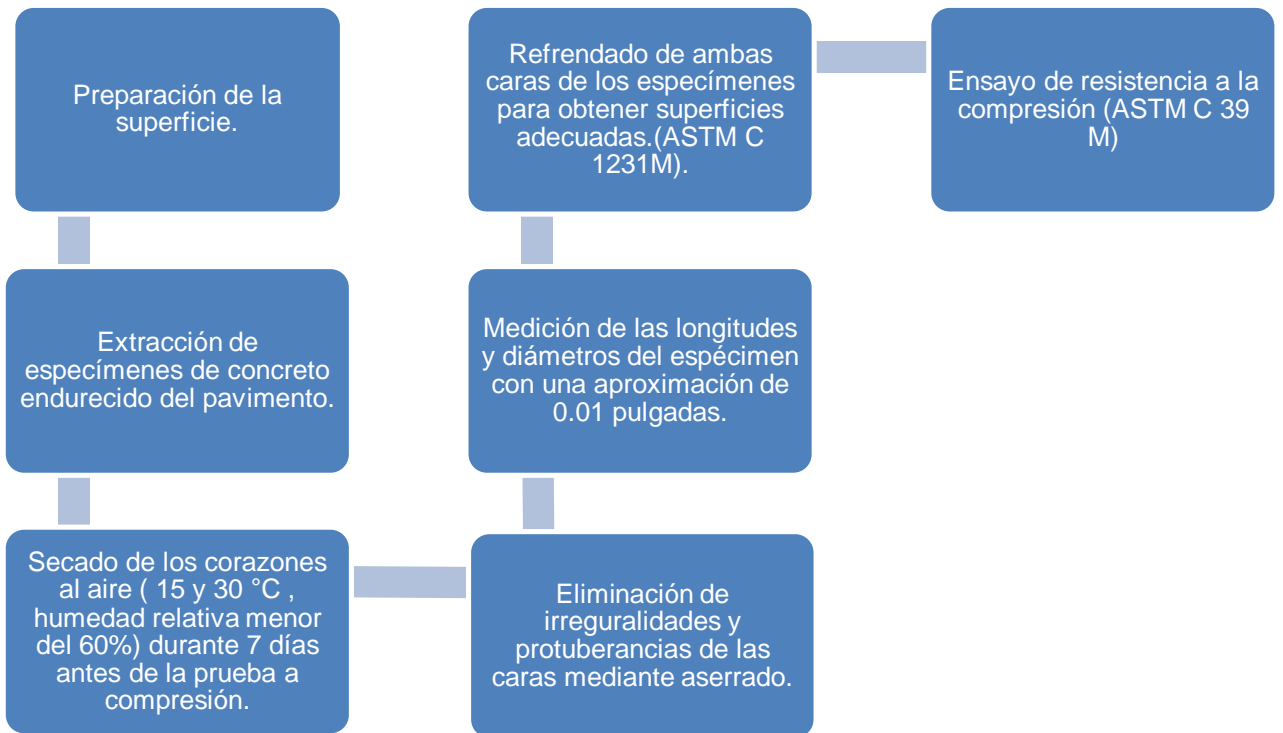 Preparación de la
superficie.
Extracción de
especímenes de concreto
endurecido del pavimento.
Secado de los corazones
al aire ( 15 y 30 °C ,
humedad relativa menor
del 60%) durante 7 días
antes de la prueba a
compresión.
Eliminación de
irreguralidades y
protuberancias de las
caras mediante aserrado.
Medición de las longitudes
y diámetros del espécimen
con una aproximación de
0.01 pulgadas.
Refrendado de ambas
caras de los especímenes
para obtener superficies
adecuadas.(ASTM C
1231M).
Ensayo de resistencia a la
compresión (ASTM C 39
M)